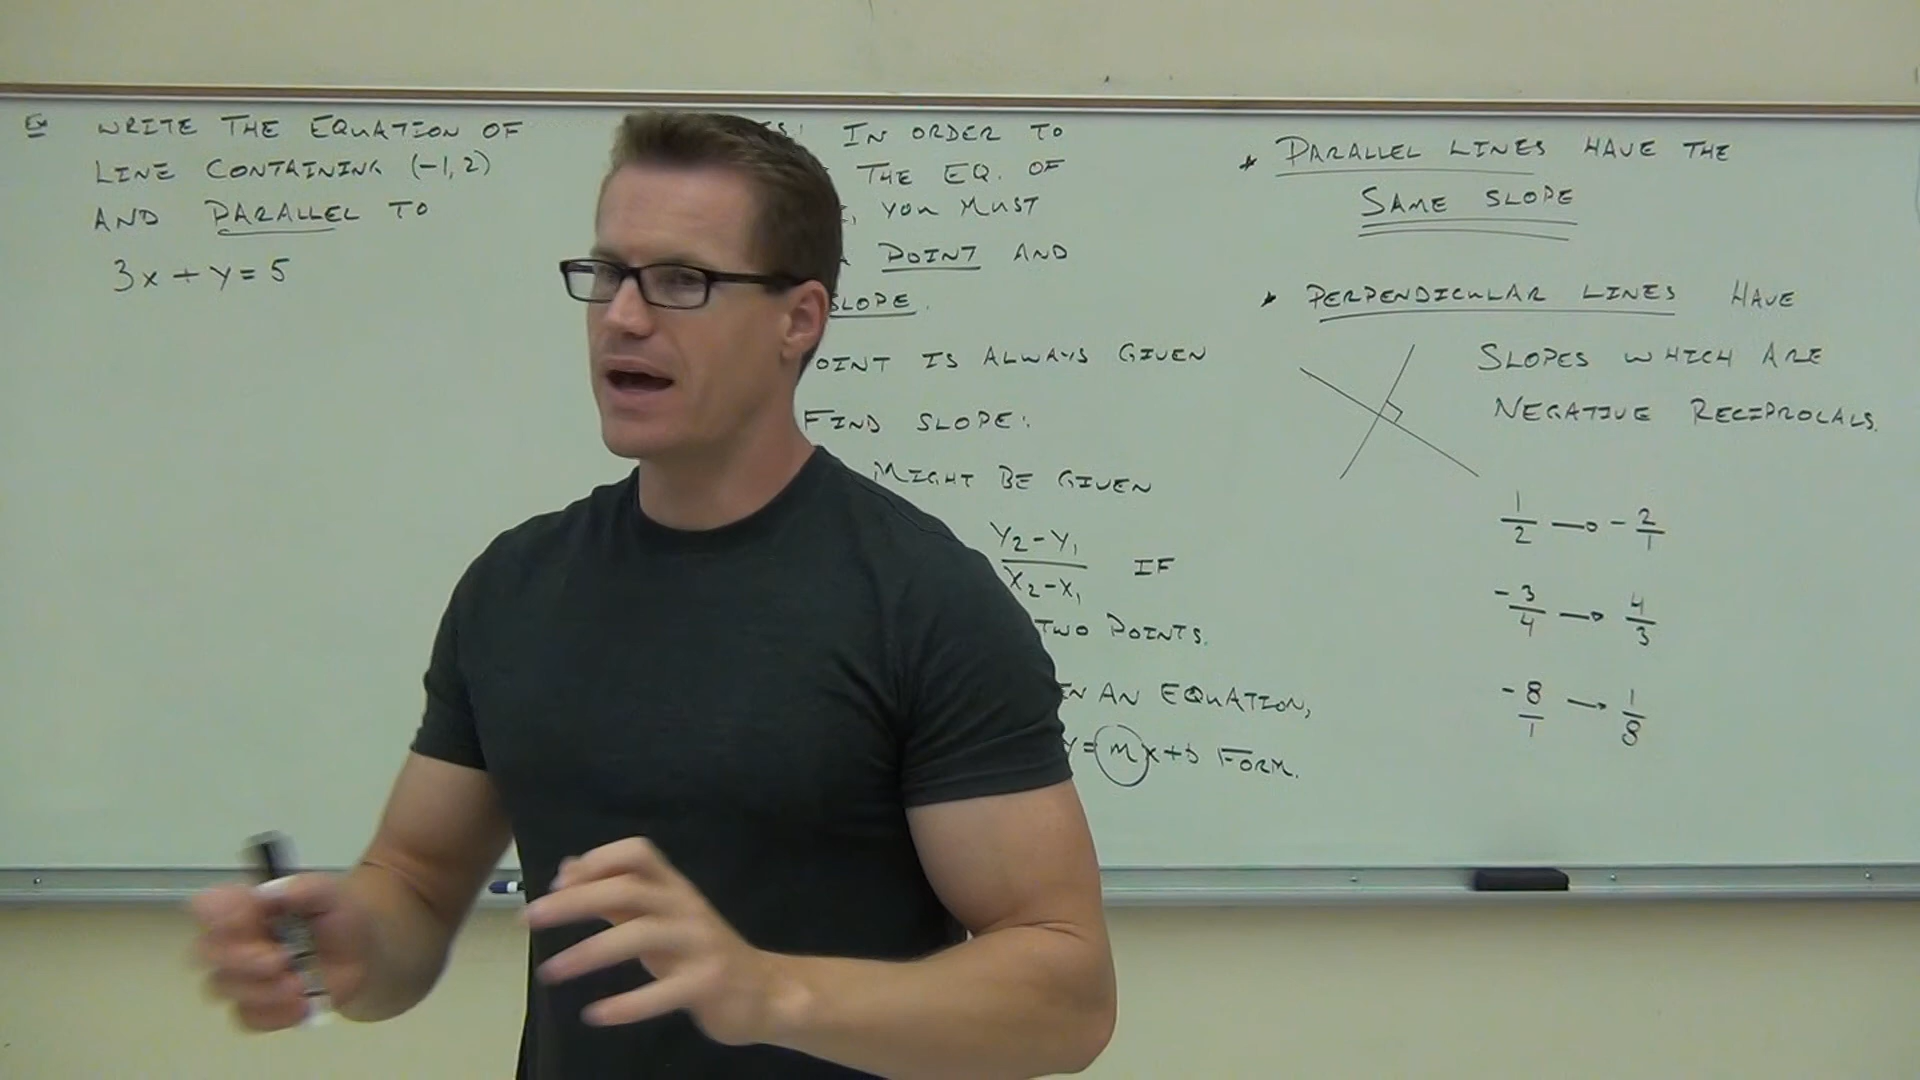 Ex WRITE THE EQUATION OF
LINE CONTAINING (-1,2)
AND PARALLEL TO
3x + y = 5
IN ORDER TO
THE EQ. OF
, YOU MUST
POINT AND
SLOPE.
IS ALWAYS GIVEN
FIND SLOPE:
MIGHT BE GIVEN
Y2-Y1
X2-X1
IF
TWO POINTS.
AN EQUATION,
Y=mx+b FORM.
* PARALLEL LINES HAVE THE
SAME SLOPE
* PERPENDICULAR LINES HAVE
SLOPES WHICH ARE
NEGATIVE RECIPROCALS.
1/2 → -2/1
-3/4 → 4/3
-8/1 → 1/8